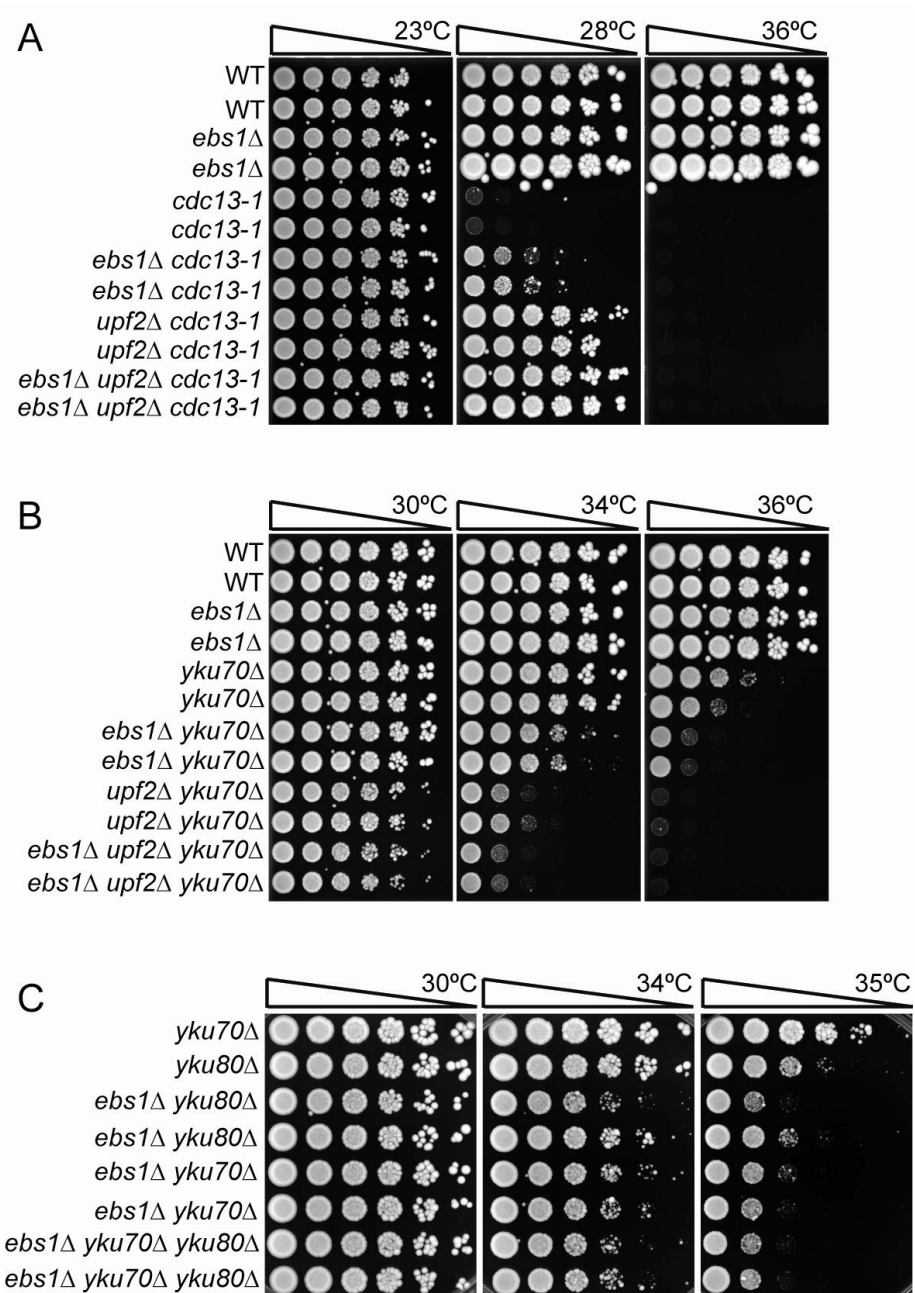 A
23ºC 28ºC 36ºC
WT
WT
ebs1Δ
ebs1Δ
cdc13-1
cdc13-1
ebs1Δ cdc13-1
ebs1Δ cdc13-1
upf2Δ cdc13-1
upf2Δ cdc13-1
ebs1Δ upf2Δ cdc13-1
ebs1Δ upf2Δ cdc13-1
B
30ºC 34ºC 36ºC
WT
WT
ebs1Δ
ebs1Δ
yku70Δ
yku70Δ
ebs1Δ yku70Δ
ebs1Δ yku70Δ
upf2Δ yku70Δ
upf2Δ yku70Δ
ebs1Δ upf2Δ yku70Δ
ebs1Δ upf2Δ yku70Δ
C
30ºC 34ºC 35ºC
yku70Δ
yku80Δ
ebs1Δ yku80Δ
ebs1Δ yku80Δ
ebs1Δ yku70Δ
ebs1Δ yku70Δ
ebs1Δ yku70Δ yku80Δ
ebs1Δ yku70Δ yku80Δ